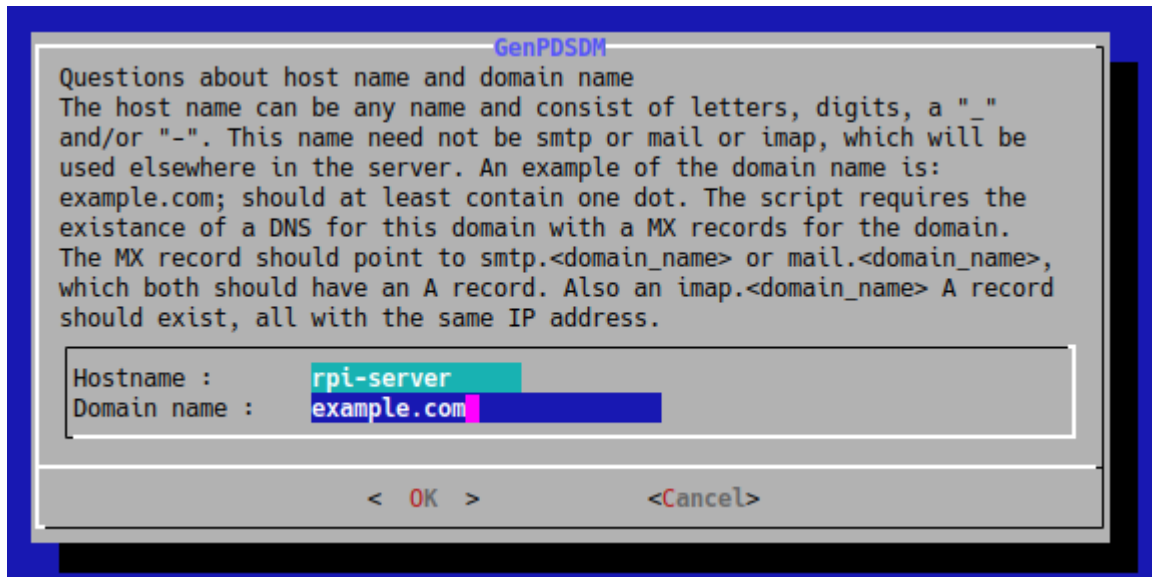 GenPDSDM
Questions about host name and domain name
The host name can be any name and consist of letters, digits, a "_"
and/or "-". This name need not be smtp or mail or imap, which will be
used elsewhere in the server. An example of the domain name is:
example.com; should at least contain one dot. The script requires the
existance of a DNS for this domain with a MX records for the domain.
The MX record should point to smtp.<domain_name> or mail.<domain_name>,
which both should have an A record. Also an imap.<domain_name> A record
should exist, all with the same IP address.
Hostname : rpi-server
Domain name : example.com
< OK > <Cancel>